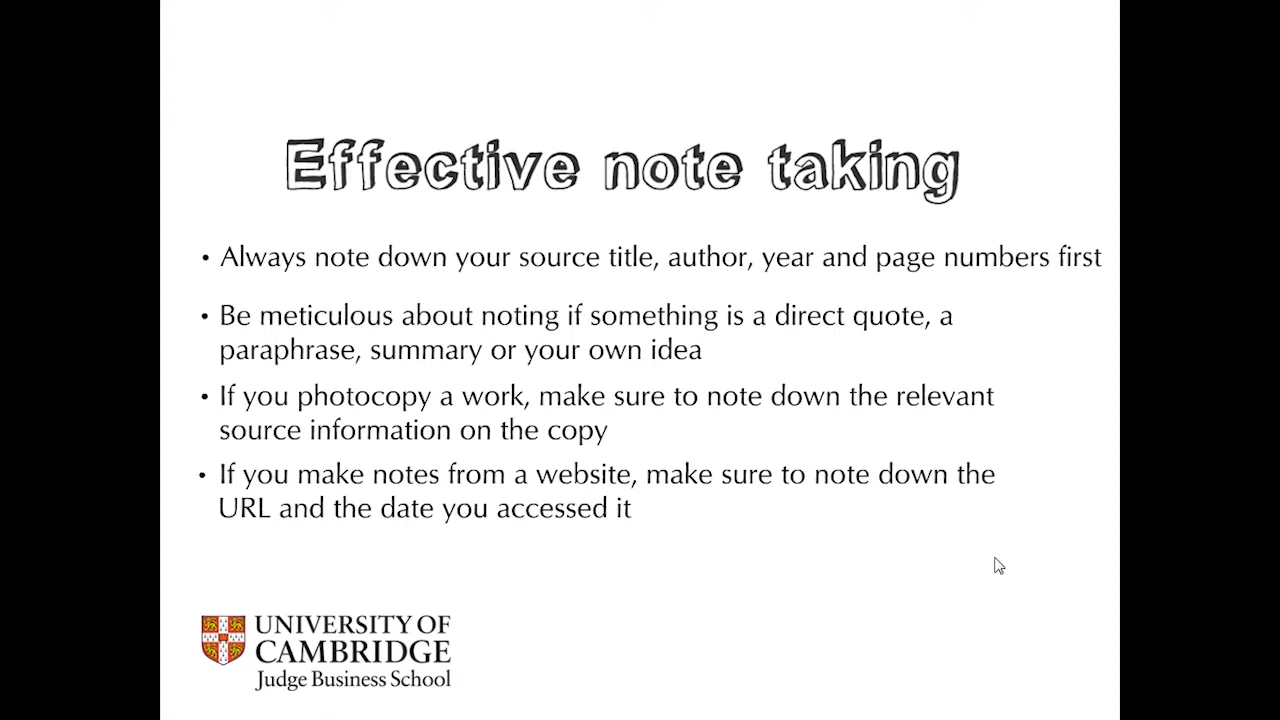 Effective note taking
• Always note down your source title, author, year and page numbers first
• Be meticulous about noting if something is a direct quote, a
paraphrase, summary or your own idea
• If you photocopy a work, make sure to note down the relevant
source information on the copy
• If you make notes from a website, make sure to note down the
URL and the date you accessed it
UNIVERSITY OF
CAMBRIDGE
Judge Business School